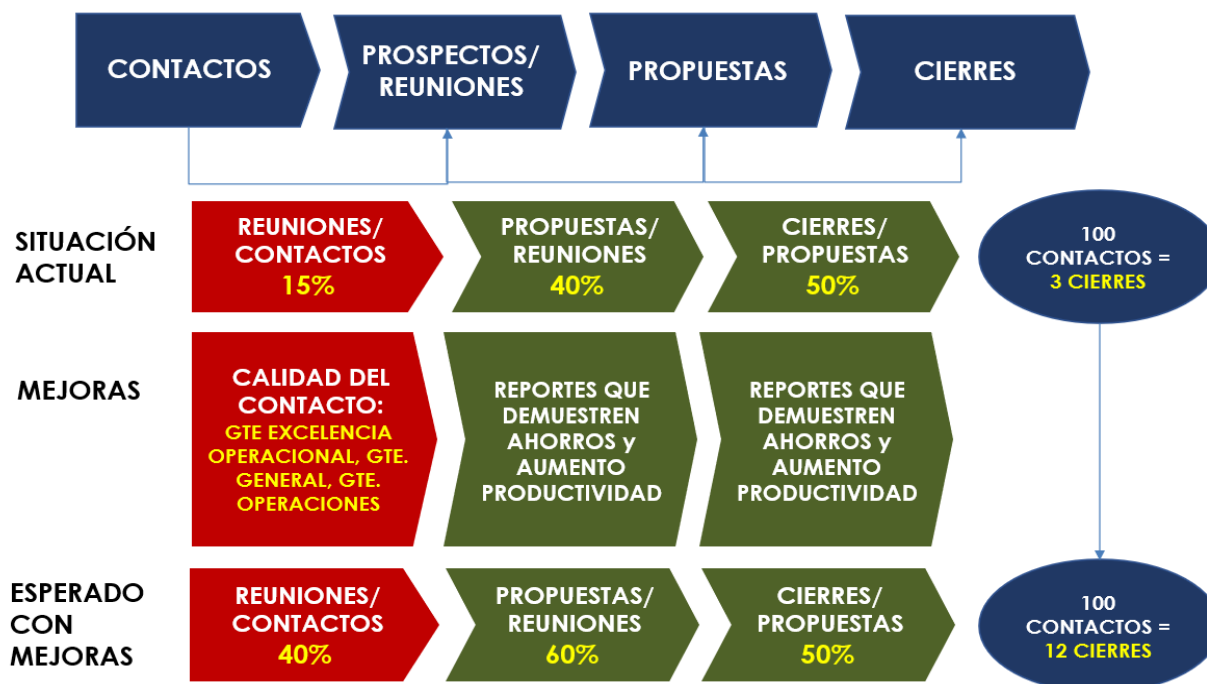 CONTACTOS
PROSPECTOS/
REUNIONES
PROPUESTAS
CIERRES
SITUACIÓN
ACTUAL
REUNIONES/
CONTACTOS
15%
PROPUESTAS/
REUNIONES
40%
CIERRES
/PROPUESTAS
50%
100
CONTACTOS =
3 CIERRES
MEJORAS
CALIDAD DEL
CONTACTO:
GTE EXCELENCIA
OPERACIONAL, GTE.
GENERAL, GTE.
OPERACIONES
REPORTES QUE
DEMUESTREN
AHORROS y
AUMENTO
PRODUCTIVIDAD
REPORTES QUE
DEMUESTREN
AHORROS y
AUMENTO
PRODUCTIVIDAD
ESPERADO
CON
MEJORAS
REUNIONES/
CONTACTOS
40%
PROPUESTAS/
REUNIONES
60%
CIERRES/
PROPUESTAS
50%
100
CONTACTOS =
12 CIERRES